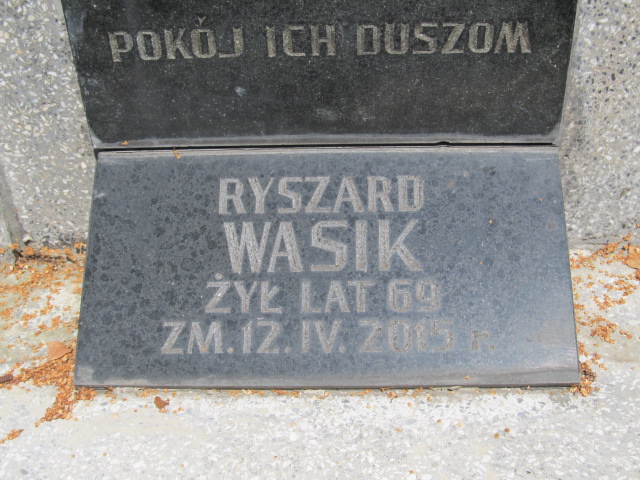 POKÓJ ICH DUSZOM
RYSZARD
WASIK
ŻYŁ LAT 69
ZM. 12. IV. 2015 r.